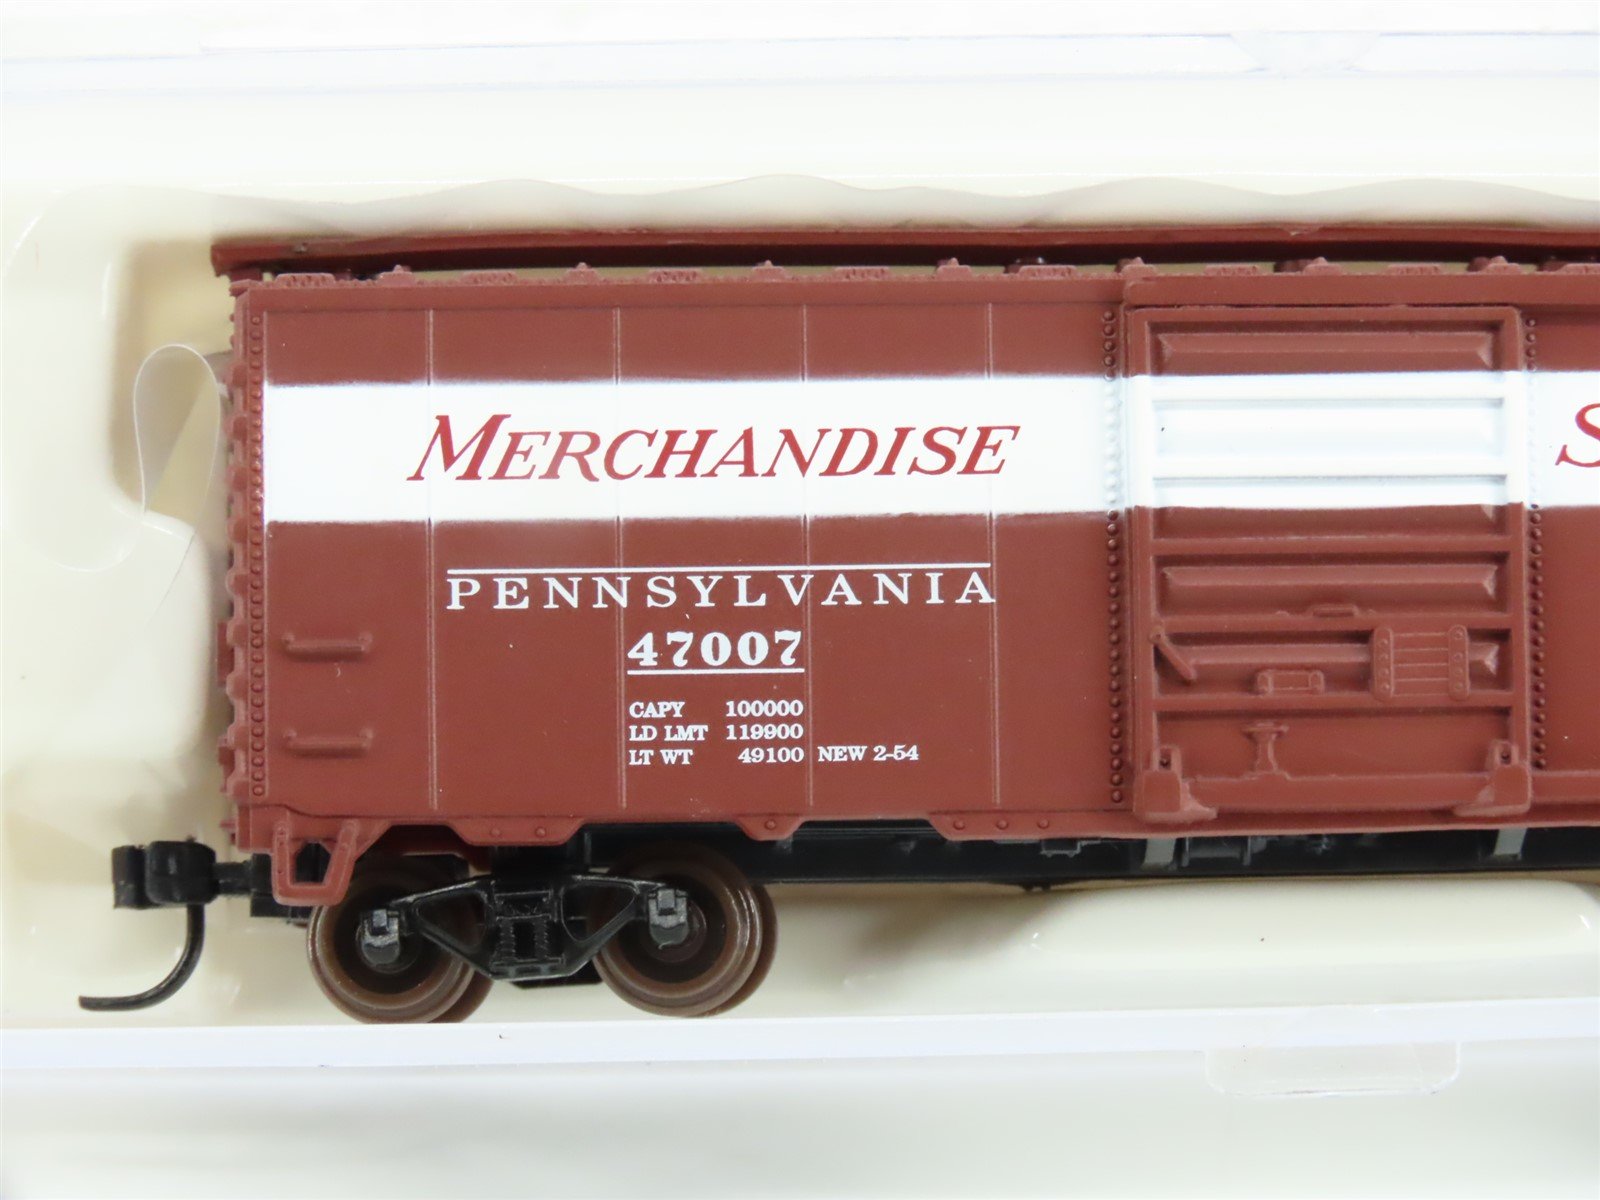 MERCHANDISE S
PENNSYLVANIA
47007
CAPY 100000
LD LMT 119900
LT WT 49100 NEW 2-54